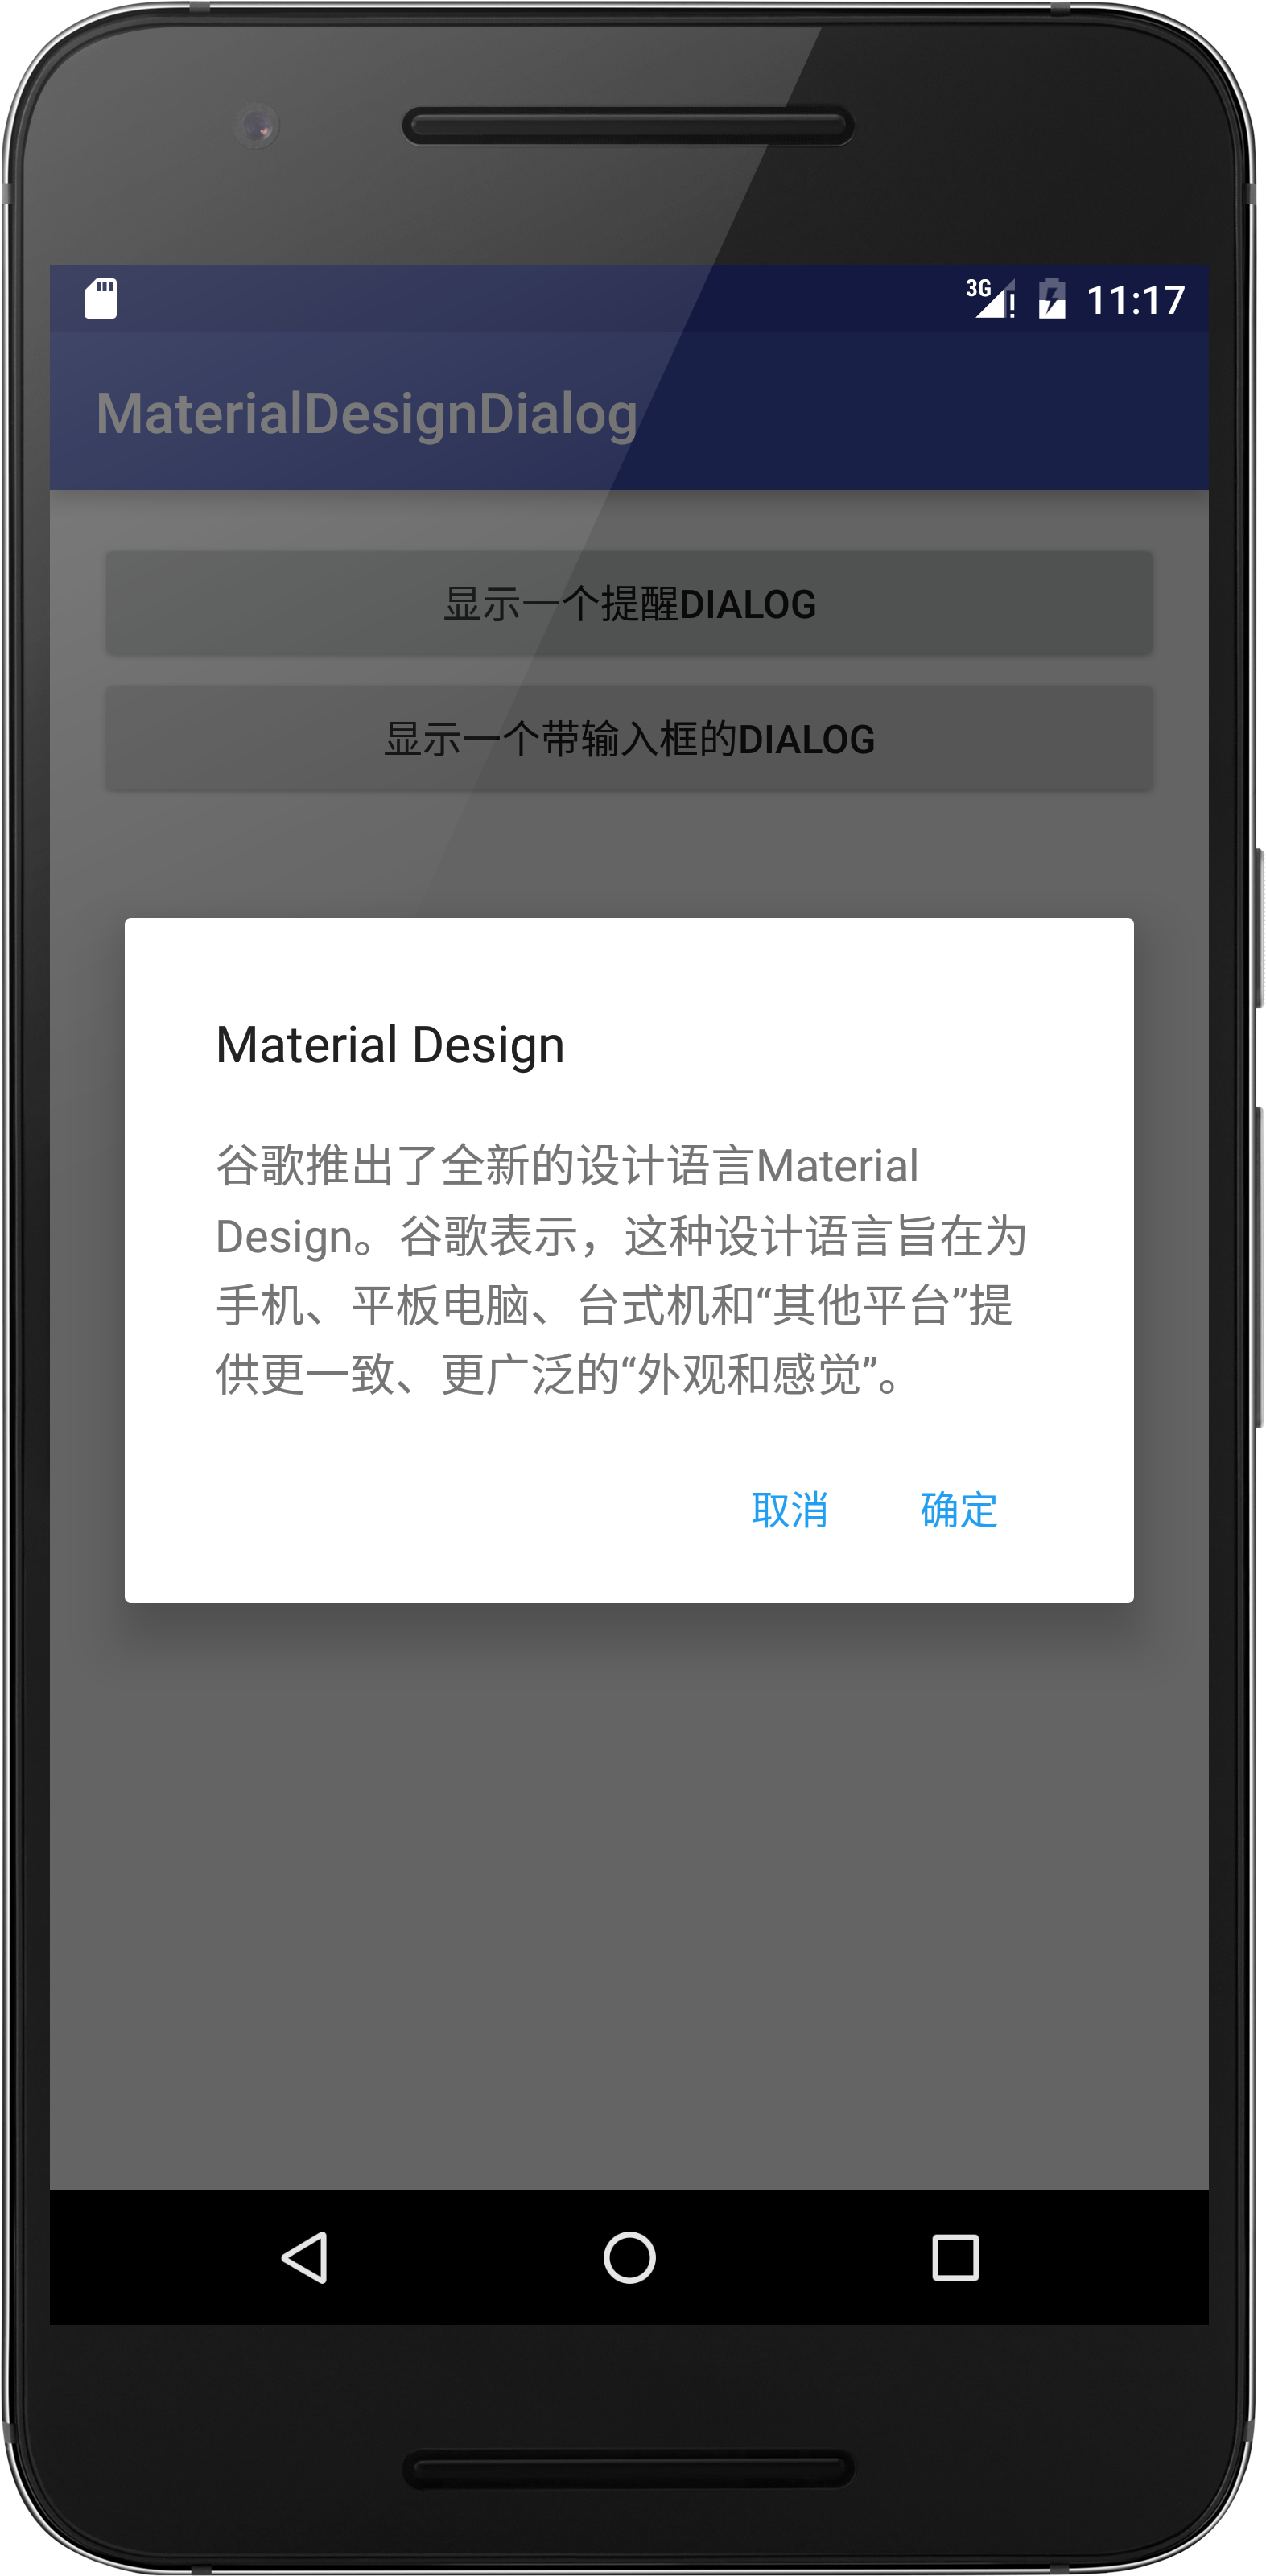 3G
11:17
MaterialDesignDialog
显示一个提醒DIALOG
显示一个带输入框的DIALOG
Material Design
谷歌推出了全新的设计语言Material
Design。谷歌表示，这种设计语言旨在为
手机、平板电脑、台式机和“其他平台”提
供更一致、更广泛的“外观和感觉”。
取消 确定